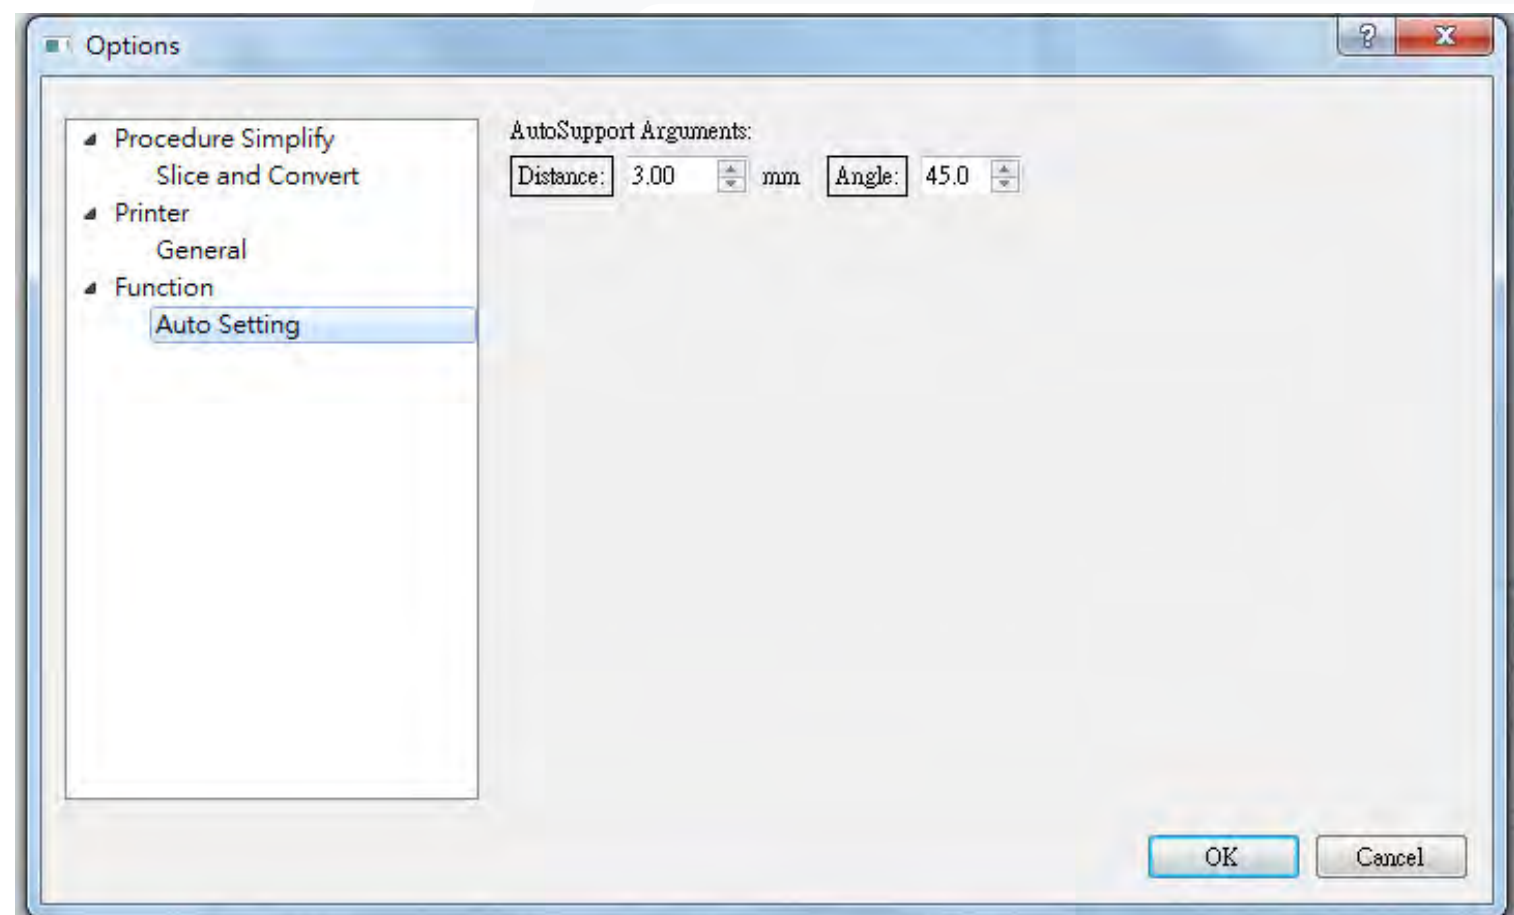 Options
Procedure Simplify
Slice and Convert
Printer
General
Function
Auto Setting
AutoSupport Arguments:
Distance: 3.00 mm Angle: 45.0
OK Cancel